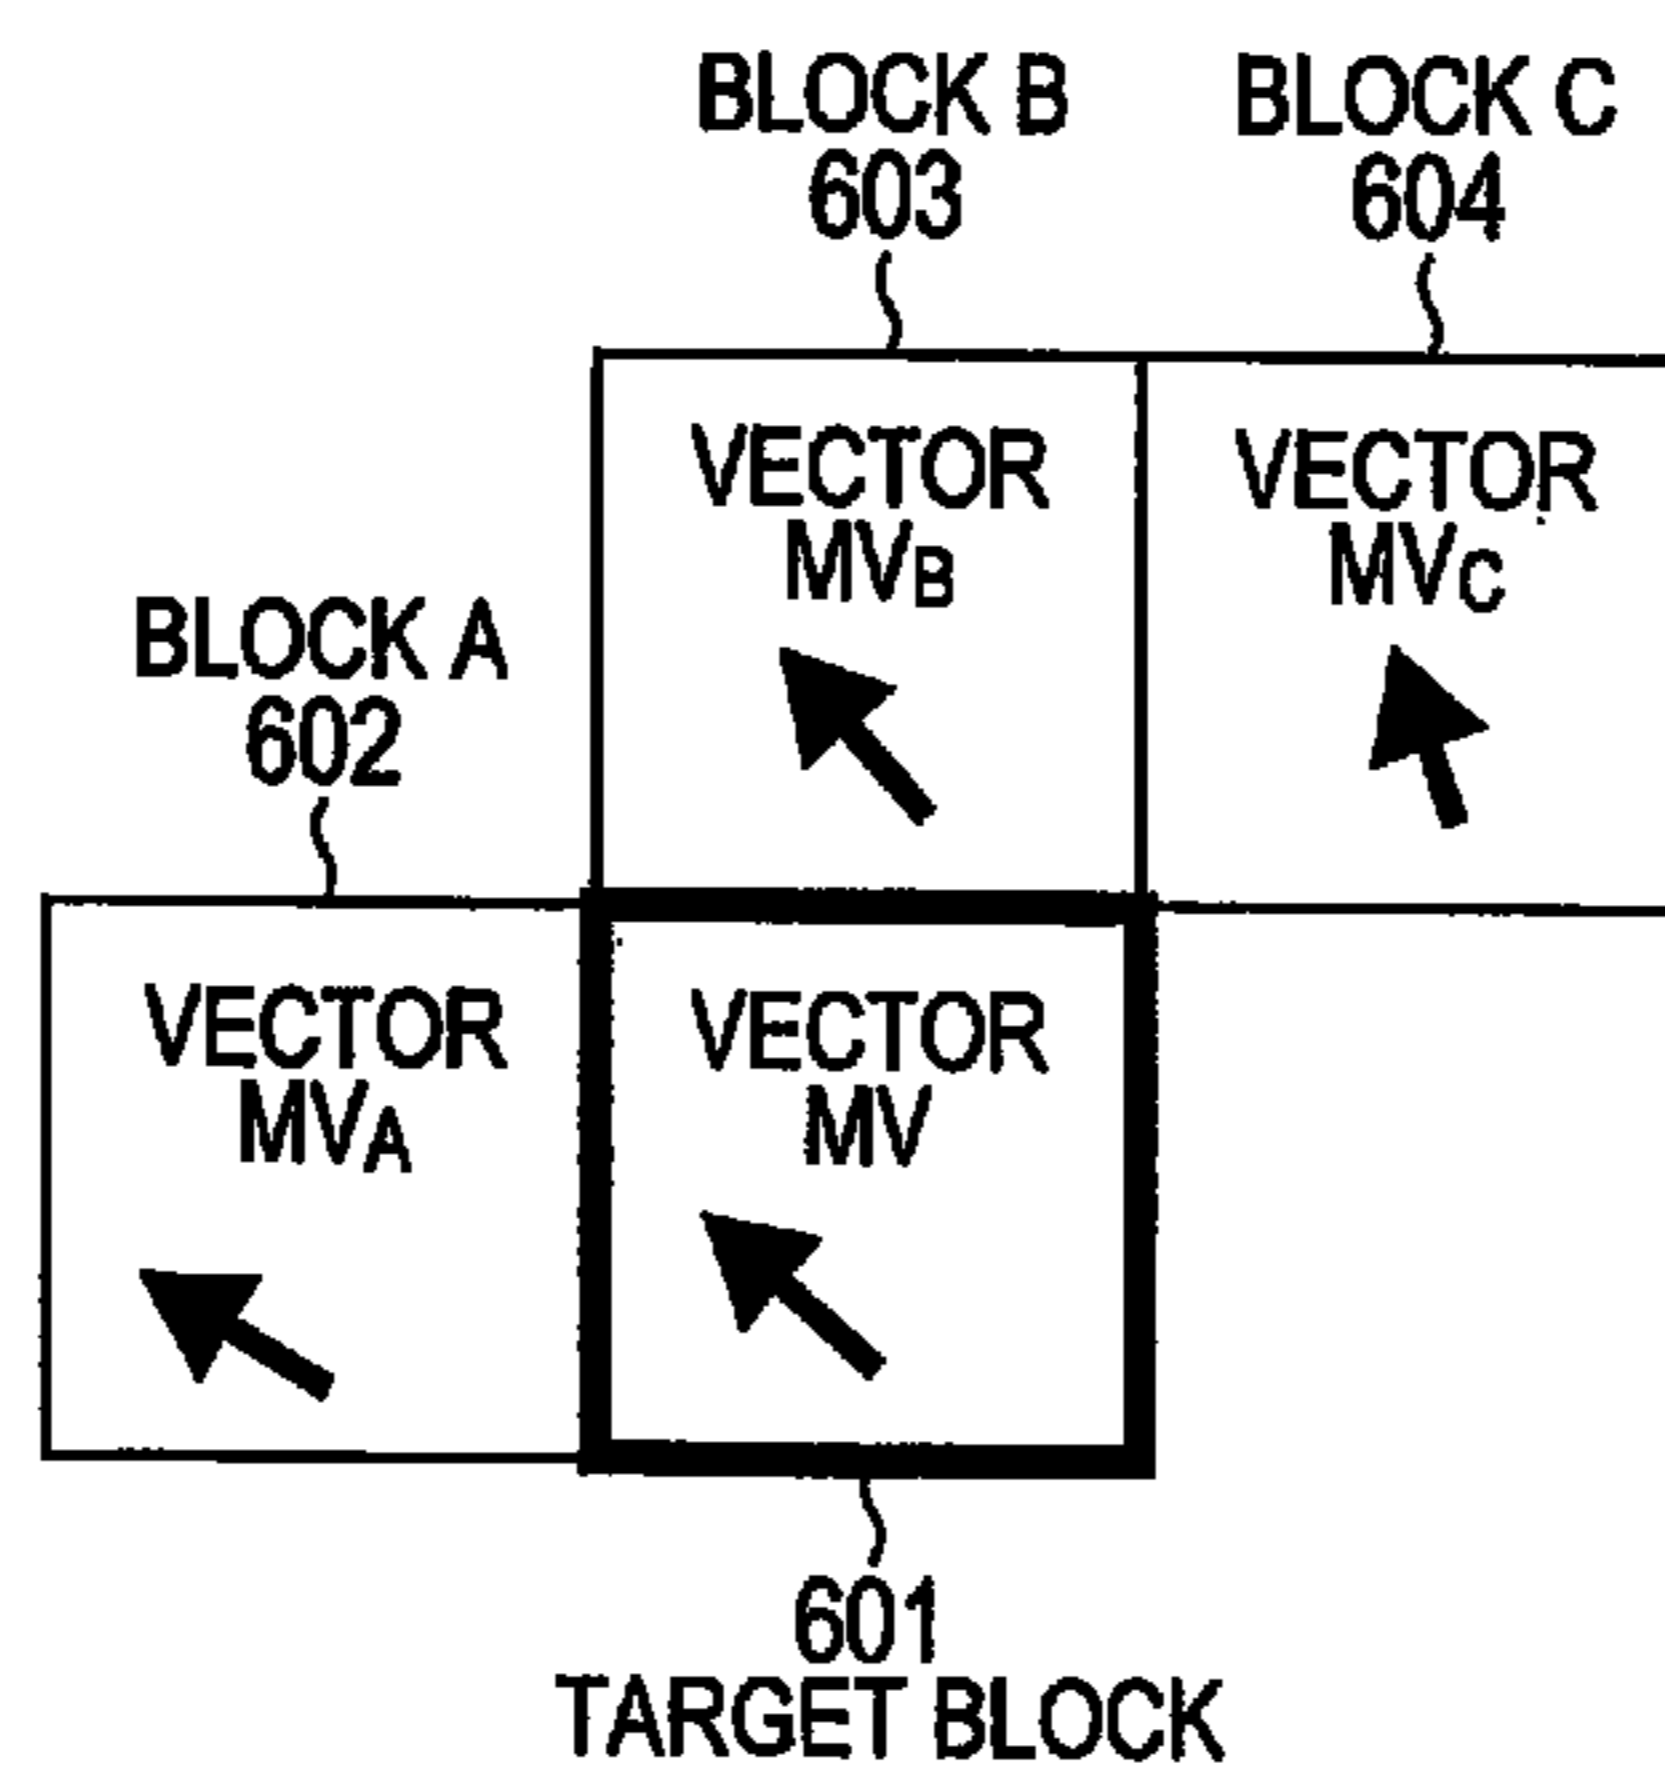 BLOCK B
603
BLOCK C
604
VECTOR
MVB
VECTOR
MVC
BLOCK A
602
VECTOR
MVA
VECTOR
MV
601
TARGET BLOCK